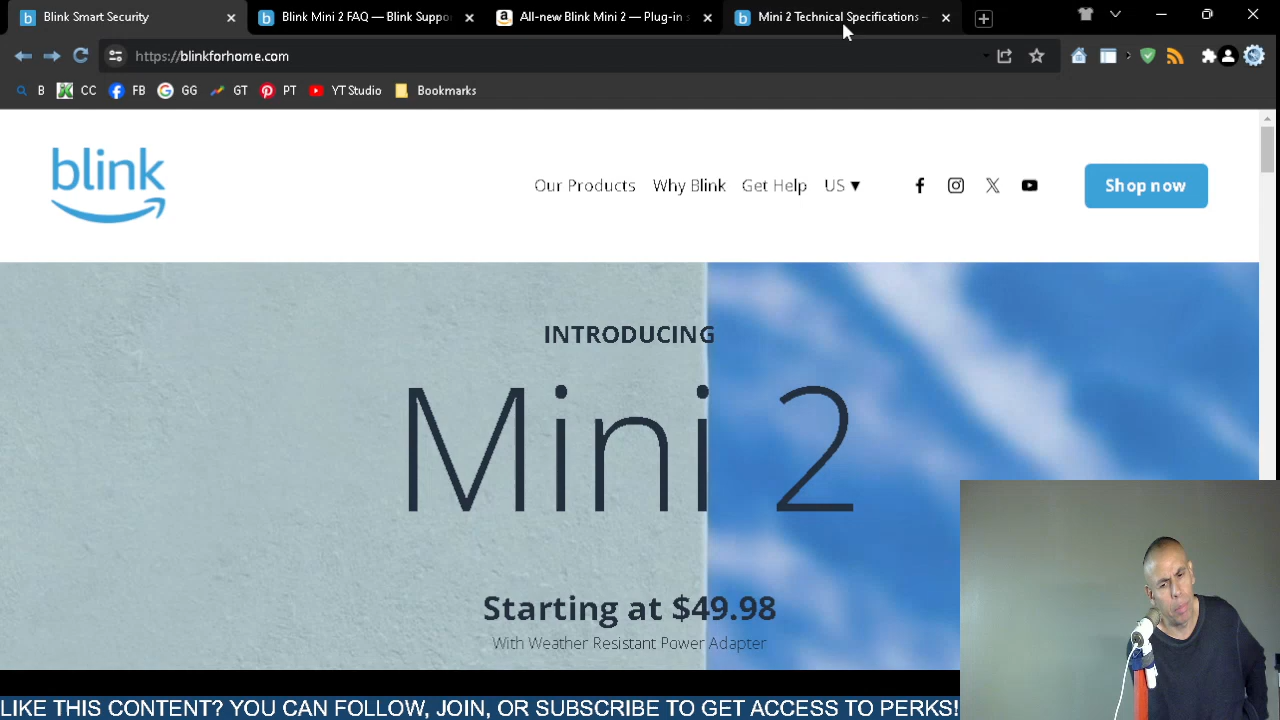 Blink Smart Security
Blink Mini 2 FAQ — Blink Suppo
All-new Blink Mini 2 — Plug-in s
Mini 2 Technical Specifications –
https://blinkforhome.com
B CC FB GG GT PT YT Studio Bookmarks
blink
Our Products Why Blink Get Help US ▼
Shop now
INTRODUCING
Mini 2
Starting at $49.98
With Weather Resistant Power Adapter
LIKE THIS CONTENT? YOU CAN FOLLOW, JOIN, OR SUBSCRIBE TO GET ACCESS TO PERKS!